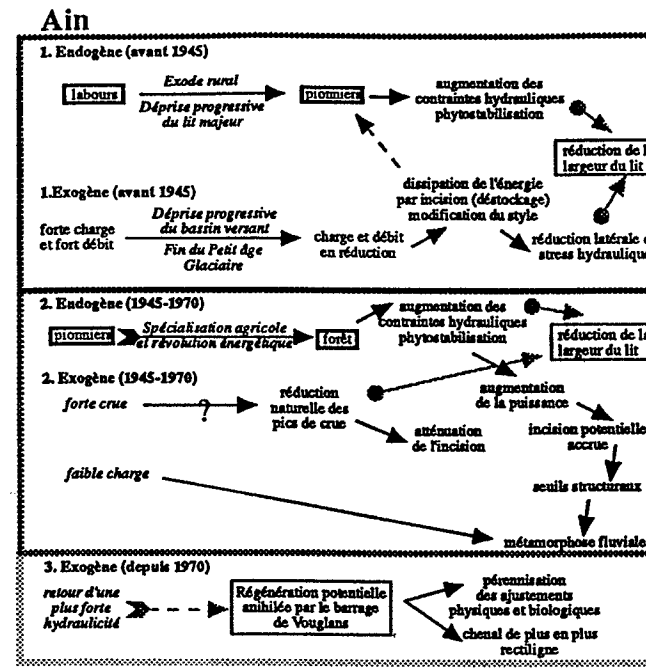 Ain
1. Endogène (avant 1945)
labours
Exode rural
Déprise progressive
du lit majeur
pionniers
augmentation des
contraintes hydrauliques
phytostabilisation
réduction de l
largeur du lit
dissipation de l'énergie
par incision (déstockage)
modification du style
1.Exogène (avant 1945)
forte charge
et fort débit
Déprise progressive
du bassin versant
Fin du Petit âge
Glaciaire
charge et débit
en réduction
réduction latérale
stress hydraulique
2. Endogène (1945-1970)
pionniers
Spécialisation agricole
et révolution énergétique
forêt
augmentation des
contraintes hydrauliques
phytostabilisation
réduction de la
largeur du lit
2. Exogène (1945-1970)
forte crue
?
réduction
naturelle des
pics de crue
augmentation
de la puissance
atténuation
de l'incision
incision potentielle
accrue
faible charge
seuils structuraux
métamorphose fluviale
3. Exogène (depuis 1970)
retour d'une
plus forte
hydraulicité
Régénération potentielle
anihilée par le barrage
de Vouglans
pérennisation
des ajustements
physiques et biologiques
chenal de plus en plus
rectiligne